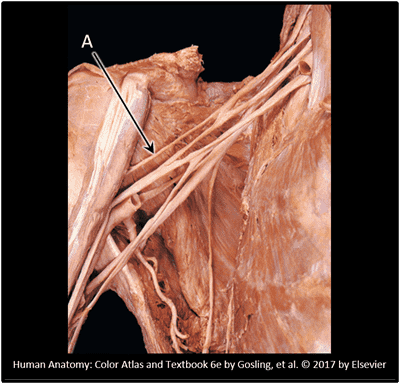 A
Human Anatomy: Color Atlas and Textbook 6e by Gosling, et al. © 2017 by Elsevier